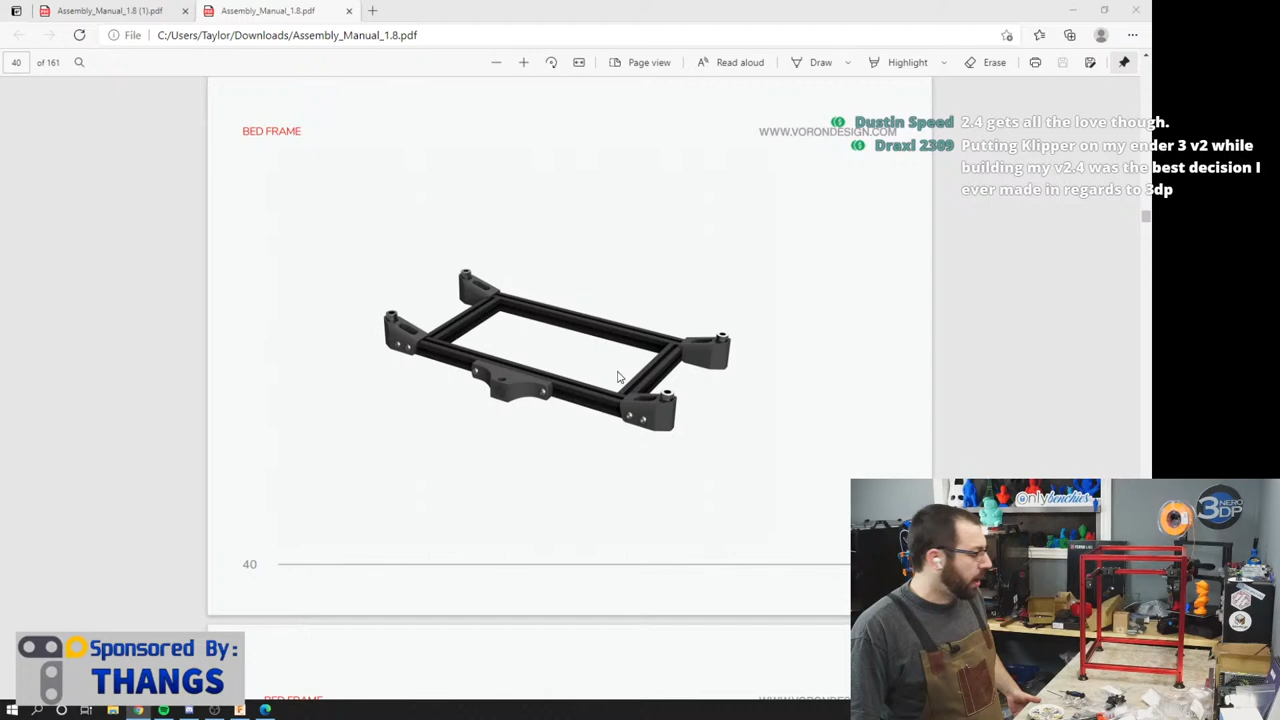 Assembly_Manual_1.8 (1).pdf
Assembly_Manual_1.8.pdf
File
C:/Users/Taylor/Downloads/Assembly_Manual_1.8.pdf
40
of 161
Page view
Read aloud
Draw
Highlight
Erase
BED FRAME
WWW.VORONDESIGN.COM
Dustin Speed 2.4 gets all the love though.
Draxl 2309 Putting Klipper on my ender 3 v2 while
building my v2.4 was the best decision I
ever made in regards to 3dp
40
BED FRAME
Sponsored By:
THANGS
Onlybenchies
3DP